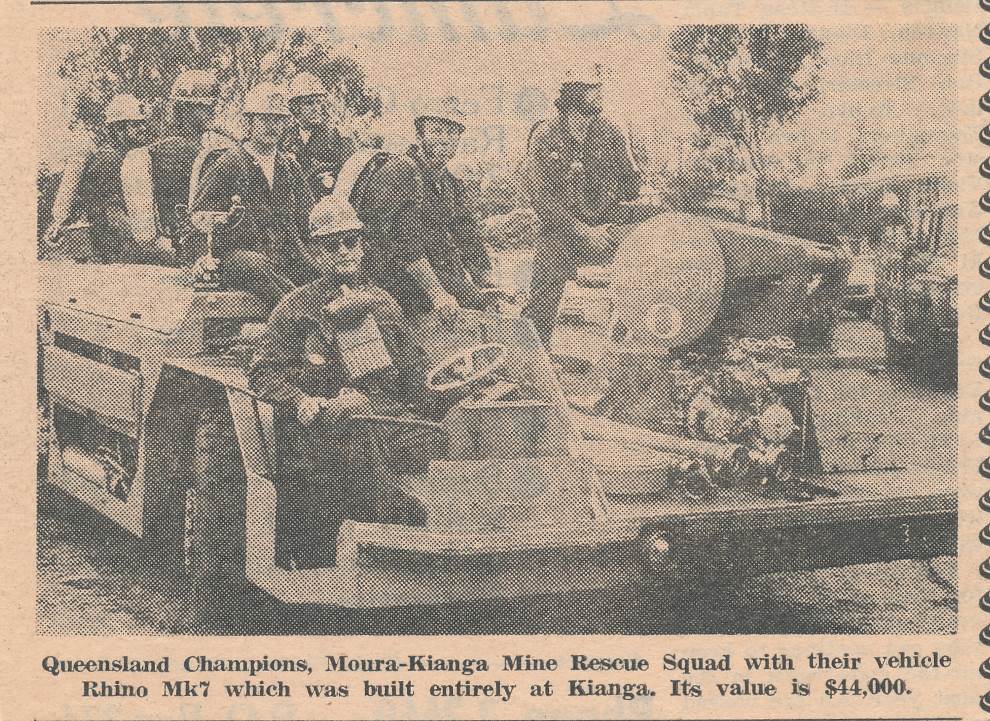 Queensland Champions, Moura-Kianga Mine Rescue Squad with their vehicle
Rhino Mk7 which was built entirely at Kianga. Its value is $44,000.